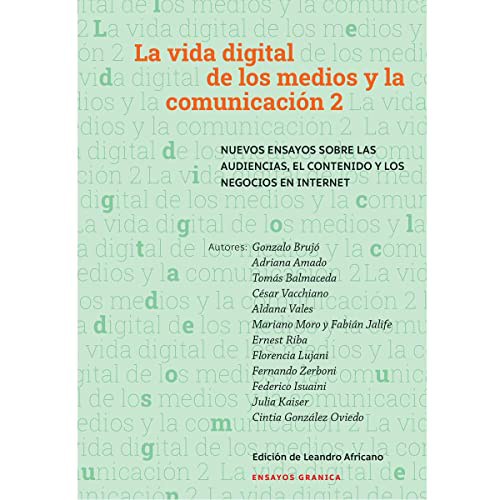 La vida digital
de los medios y la
comunicación 2
NUEVOS ENSAYOS SOBRE LAS
AUDIENCIAS, EL CONTENIDO Y LOS
NEGOCIOS EN INTERNET
Autores: Gonzalo Brujó
Adriana Amado
Tomás Balmaceda
César Vacchiano
Aldana Vales
Mariano Moro y Fabián Jalife
Ernest Riba
Florencia Lujani
Fernando Zerboni
Federico Isuaini
Julia Kaiser
Cintia González Oviedo
Edición de Leandro Africano
ENSAYOS GRANICA